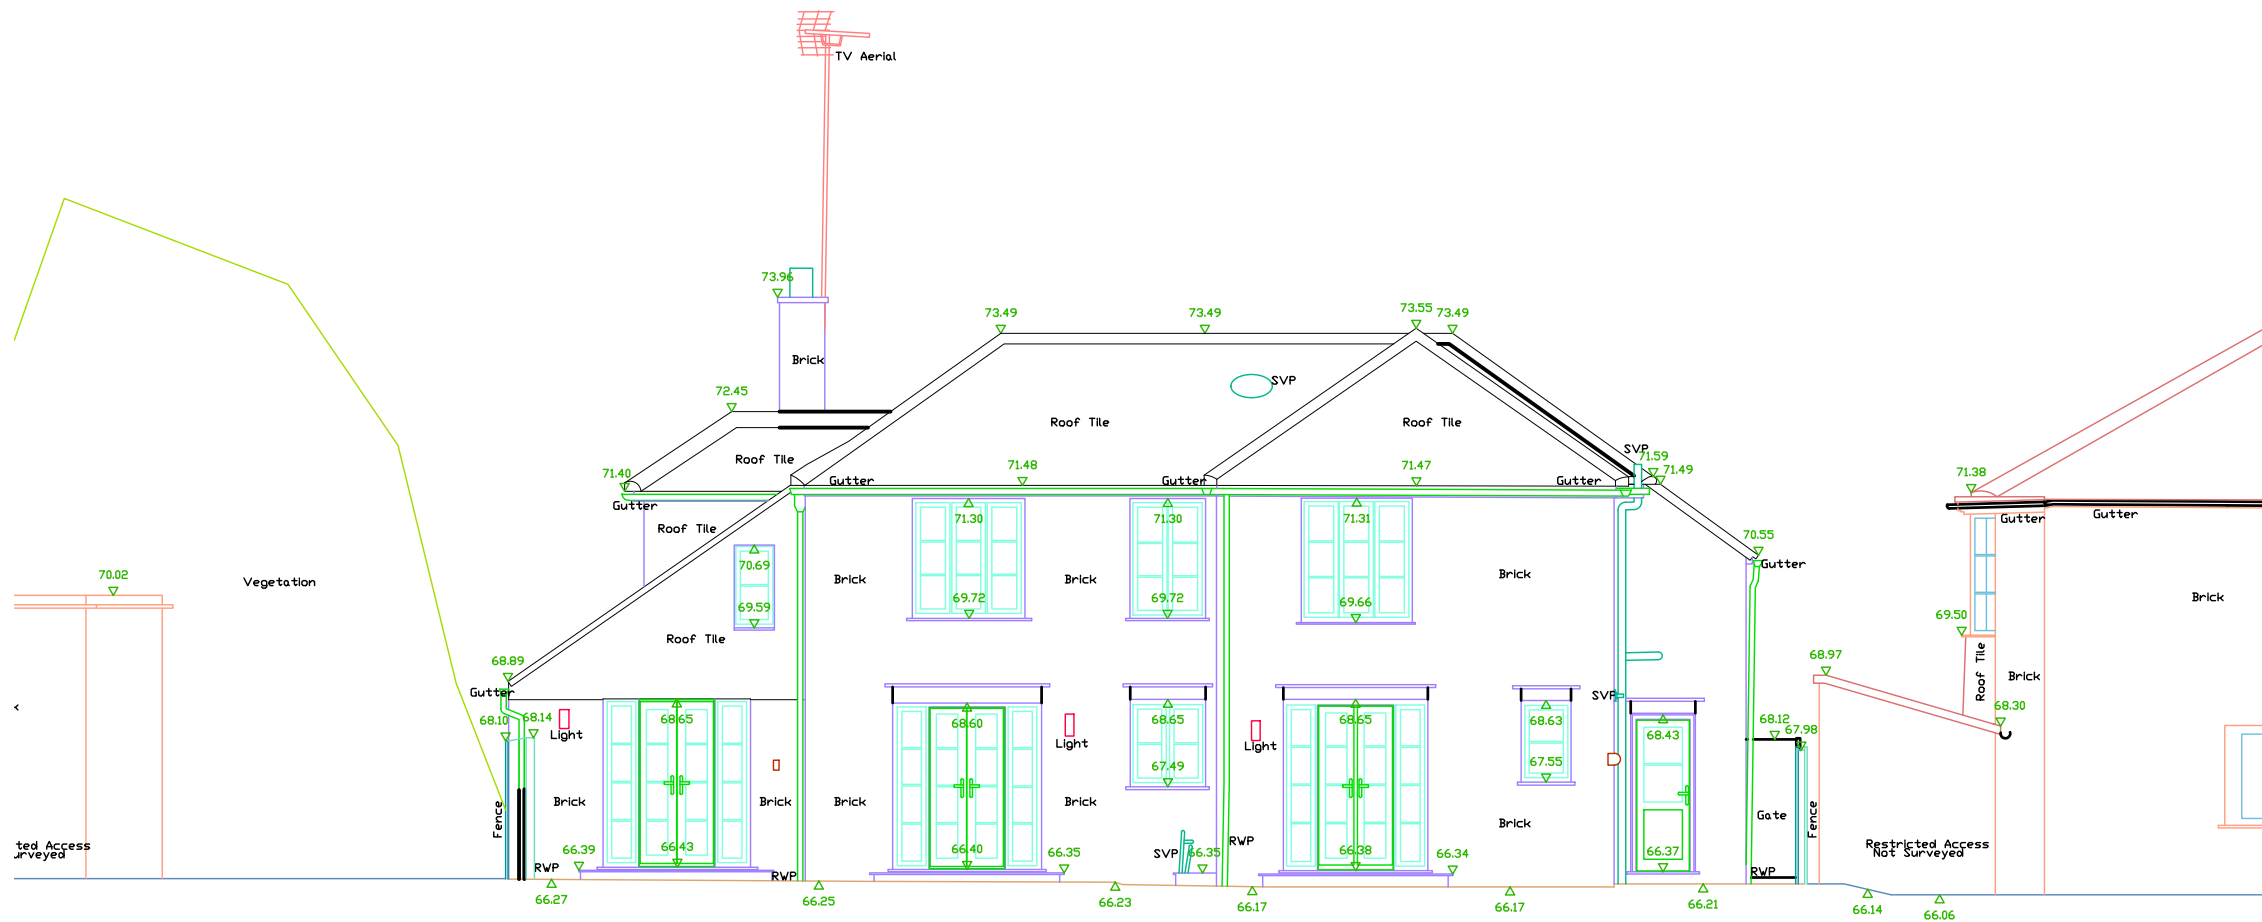 TV Aerial
73.96
73.49
73.49
73.55
73.49
Brick
SVP
72.45
Roof Tile
Roof Tile
SVP
Roof Tile
71.59
71.40
71.48
71.47
71.49
71.38
Gutter
Gutter
Gutter
Gutter
Gutter
Gutter
Roof Tile
71.30
71.30
71.31
70.55
Gutter
70.69
Brick
Brick
Brick
70.02
Vegetation
69.59
69.72
69.72
69.66
Brick
69.50
Roof Tile
68.89
68.97
Roof Tile
Brick
Gutter
SVP
68.10
68.14
68.65
68.60
68.65
68.65
68.63
68.43
68.12
67.98
68.30
Light
Light
Light
67.49
67.55
Brick
Brick
Brick
Brick
Brick
Fence
Gate
Fence
ted Access
urveyed
66.43
66.40
66.38
66.37
RWP
SVP
66.35
Restricted Access
Not Surveyed
66.39
RWP
RWP
66.35
66.34
RWP
66.27
66.25
66.23
66.17
66.17
66.21
66.14
66.06